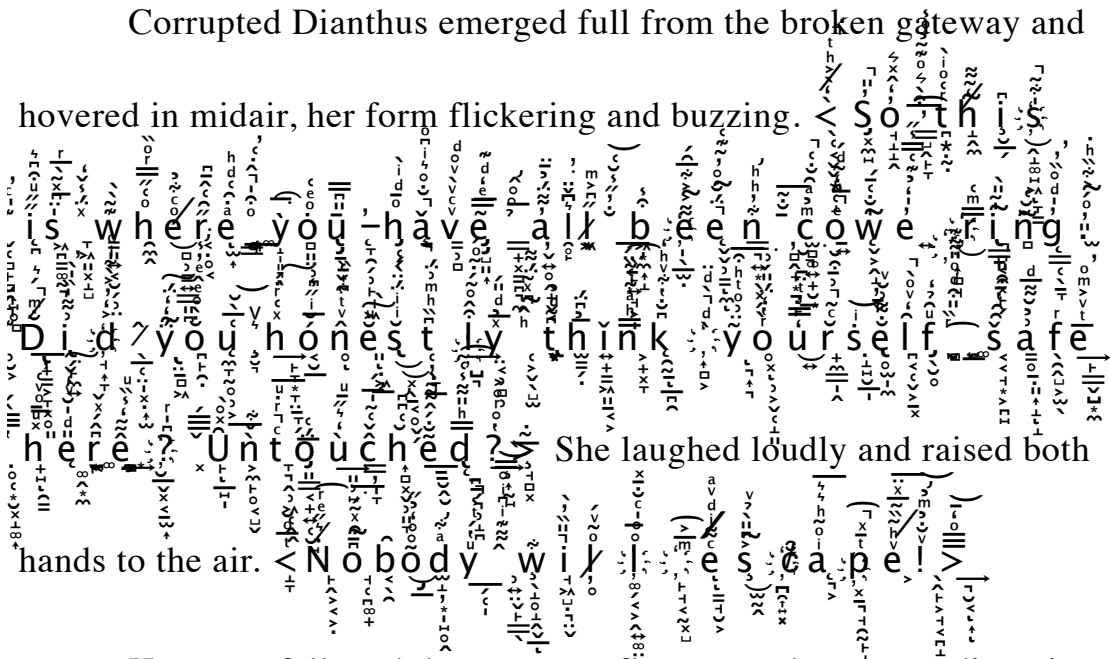 Corrupted Dianthus emerged full from the broken gateway and
hovered in midair, her form flickering and buzzing. < So, this
is where you-have all been cowering.
Did you honestly think yourself safe
here? Untouched?> She laughed loudly and raised both
hands to the air. <Nobody will escape!>